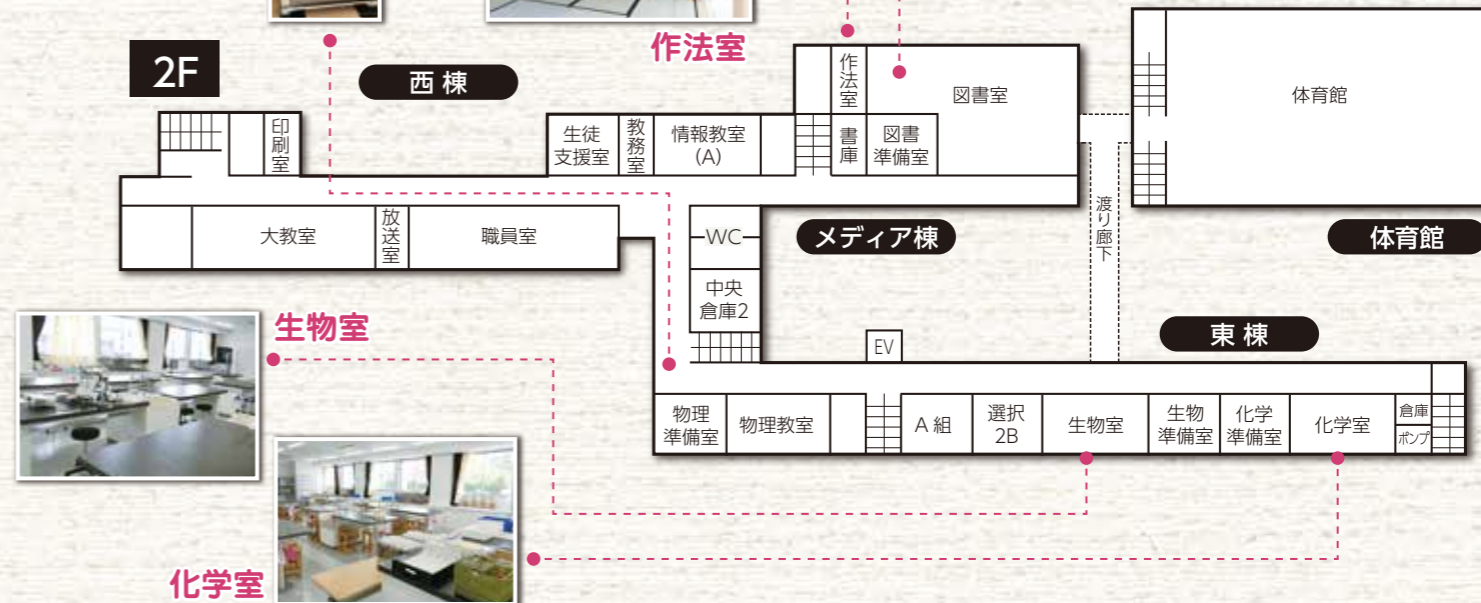 作法室
2F
西棟
作法室
図書室
体育館
印刷室
生徒
支援室
教務室
情報教室
(A)
書庫
図書
準備室
大教室
放送室
職員室
WC
メディア棟
渡り廊下
体育館
中央
倉庫2
生物室
EV
東棟
物理
準備室
物理教室
A組
選択
2B
生物室
生物
準備室
化学
準備室
化学室
倉庫
ポンプ
化学室